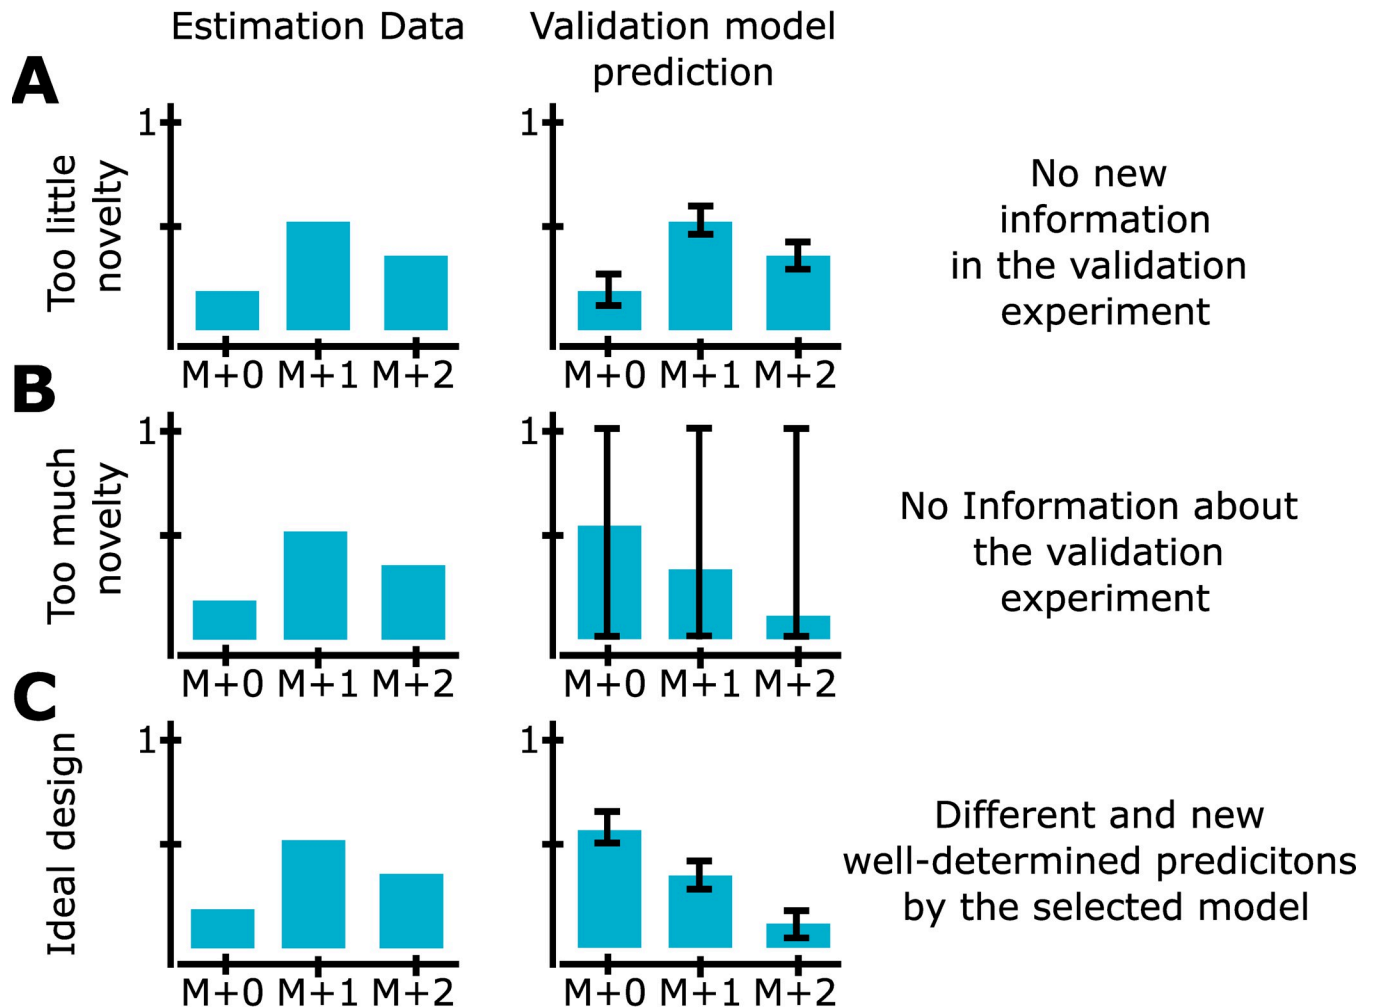 Estimation Data
Validation model
prediction
A
Too little
novelty
1
M+0 M+1 M+2
1
M+0 M+1 M+2
No new
information
in the validation
experiment
B
Too much
novelty
1
M+0 M+1 M+2
1
M+0 M+1 M+2
No Information about
the validation
experiment
C
Ideal design
1
M+0 M+1 M+2
1
M+0 M+1 M+2
Different and new
well-determined predicitons
by the selected model